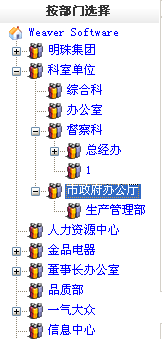 按部门选择
Weaver Software
明珠集团
科室单位
综合科
办公室
督察科
总经办
1
市政府办公厅
生产管理部
人力资源中心
金品电器
董事长办公室
品质部
一气大众
信息中心